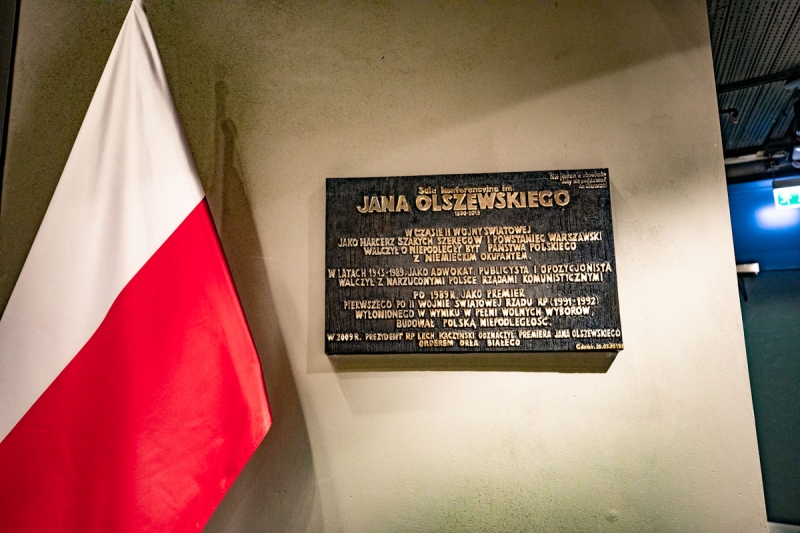 Sala konferencyjna im.
JANA OLSZEWSKIEGO
1930-2019
W CZASIE II WOJNY ŚWIATOWEJ
JAKO HARCERZ SZARYCH SZEREGÓW I POWSTANIEC WARSZAWSKI
WALCZYŁ O NIEPODLEGŁY BYT PAŃSTWA POLSKIEGO
Z NIEMIECKIM OKUPANTEM.
W LATACH 1945-1989, JAKO ADWOKAT, PUBLICYSTA I OPOZYCJONISTA
WALCZYŁ Z NARZUCONYMI POLSCE RZĄDAMI KOMUNISTYCZNYMI
PO 1989 R. JAKO PREMIER
PIERWSZEGO PO II WOJNIE ŚWIATOWEJ RZĄDU RP (1991-1992)
WYŁONIONEGO W WYNIKU W PEŁNI WOLNYCH WYBORÓW,
BUDOWAŁ POLSKĄ NIEPODLEGŁOŚĆ.
W 2009 R. PREZYDENT RP LECH KACZYŃSKI ODZNACZYŁ PREMIERA JANA OLSZEWSKIEGO
ORDEREM ORŁA BIAŁEGO